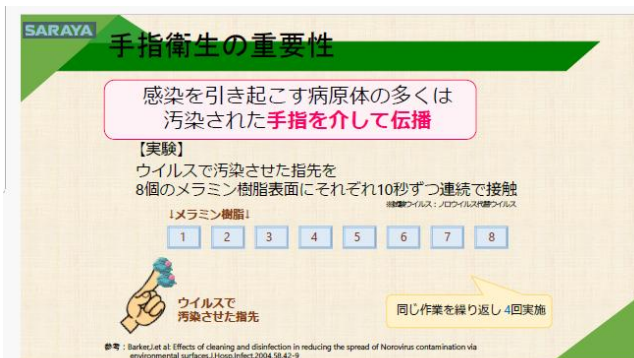 SARAYA
手指衛生の重要性
感染を引き起こす病原体の多くは
汚染された手指を介して伝播
【実験】
ウイルスで汚染させた指先を
8個のメラミン樹脂表面にそれぞれ10秒ずつ連続で接触
※試験ウイルス：ノロウイルス代替ウイルス
↓メラミン樹脂↓
1 2 3 4 5 6 7 8
ウイルスで
汚染させた指先
同じ作業を繰り返し 4回実施
参考：Barker,J.et al: Effects of cleaning and disinfection in reducing the spread of Norovirus contamination via
environmental surfaces.J.Hosp.Infect.2004.58.42-9